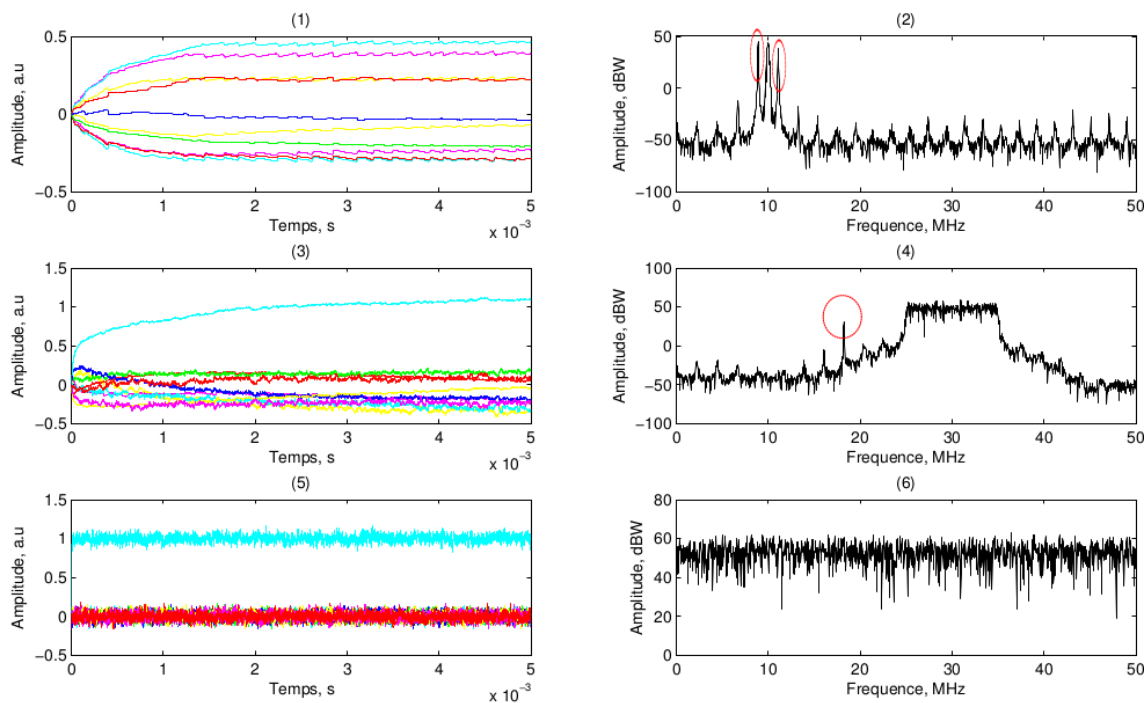 (1)
0.5
0
−0.5
Amplitude, a.u
0 1 2 3 4 5
Temps, s
x 10⁻³
(2)
50
0
−50
−100
Amplitude, dBW
0 10 20 30 40 50
Frequence, MHz
(3)
1.5
1
0.5
0
−0.5
Amplitude, a.u
0 1 2 3 4 5
Temps, s
x 10⁻³
(4)
100
50
0
−50
−100
Amplitude, dBW
0 10 20 30 40 50
Frequence, MHz
(5)
1.5
1
0.5
0
−0.5
Amplitude, a.u
0 1 2 3 4 5
Temps, s
x 10⁻³
(6)
80
60
40
20
0
Amplitude, dBW
0 10 20 30 40 50
Frequence, MHz